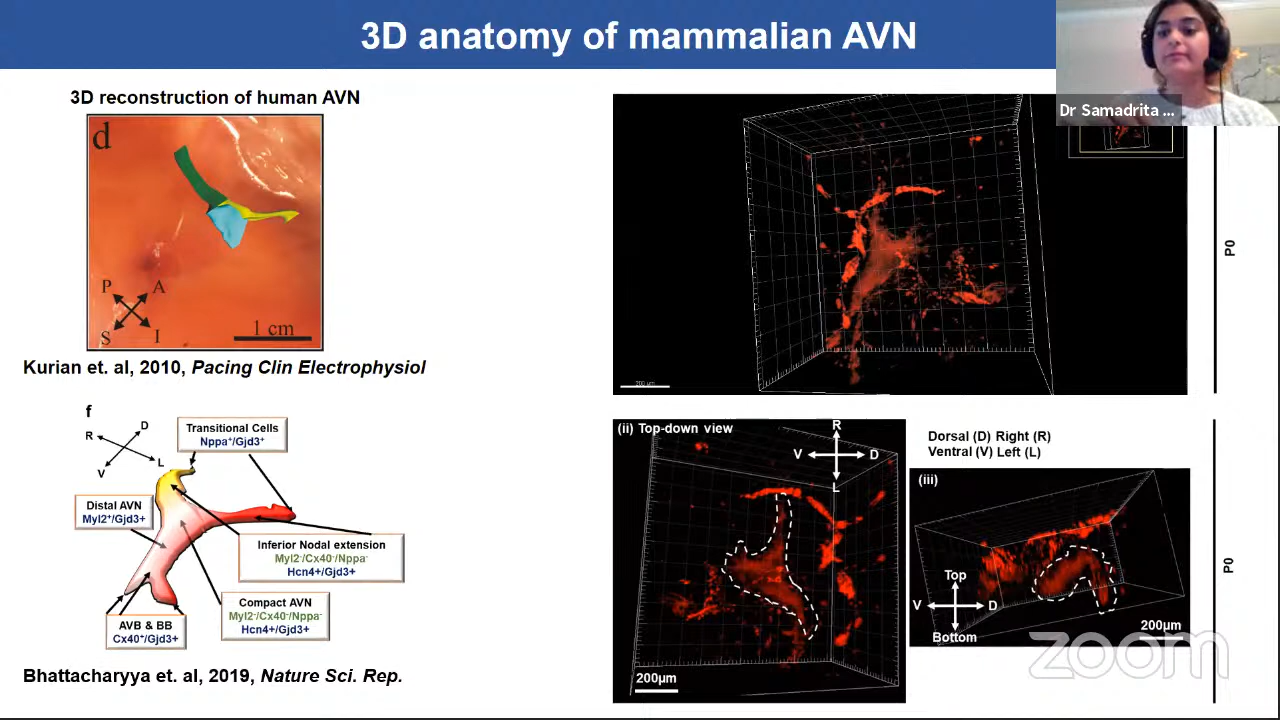 3D anatomy of mammalian AVN
Dr Samadrita ...
3D reconstruction of human AVN
d
P
A
S
I
1 cm
Kurian et. al, 2010, Pacing Clin Electrophysiol
f
D
R
L
V
Transitional Cells
Nppa⁺/Gjd3⁺
Distal AVN
Myl2⁺/Gjd3+
Inferior Nodal extension
Myl2⁻/Cx40⁻/Nppa⁻
Hcn4+/Gjd3+
Compact AVN
Myl2⁻/Cx40⁻/Nppa⁻
Hcn4+/Gjd3+
AVB & BB
Cx40⁺/Gjd3+
Bhattacharyya et. al, 2019, Nature Sci. Rep.
200 µm
P0
(ii) Top-down view
R
V
D
L
200µm
Dorsal (D) Right (R)
Ventral (V) Left (L)
(iii)
Top
V
D
Bottom
200µm
P0
zoom